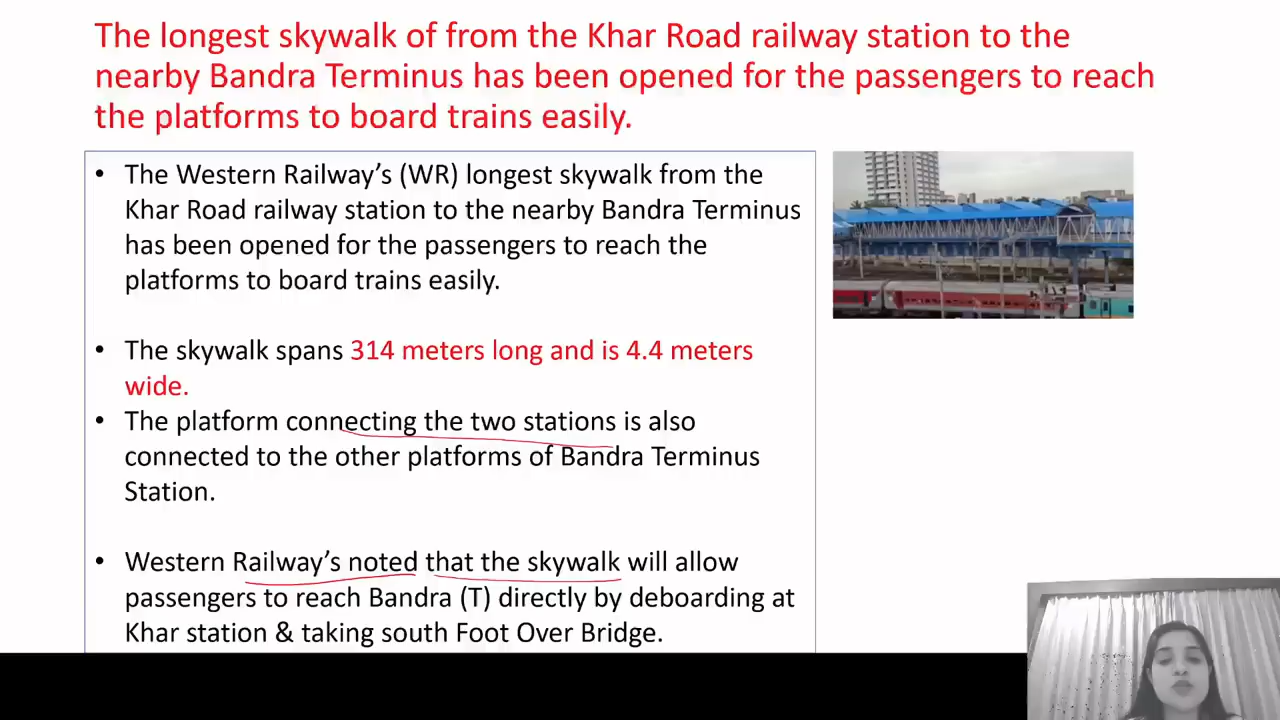 The longest skywalk of from the Khar Road railway station to the
nearby Bandra Terminus has been opened for the passengers to reach
the platforms to board trains easily.
• The Western Railway's (WR) longest skywalk from the
Khar Road railway station to the nearby Bandra Terminus
has been opened for the passengers to reach the
platforms to board trains easily.
• The skywalk spans 314 meters long and is 4.4 meters
wide.
• The platform connecting the two stations is also
connected to the other platforms of Bandra Terminus
Station.
• Western Railway's noted that the skywalk will allow
passengers to reach Bandra (T) directly by deboarding at
Khar station & taking south Foot Over Bridge.